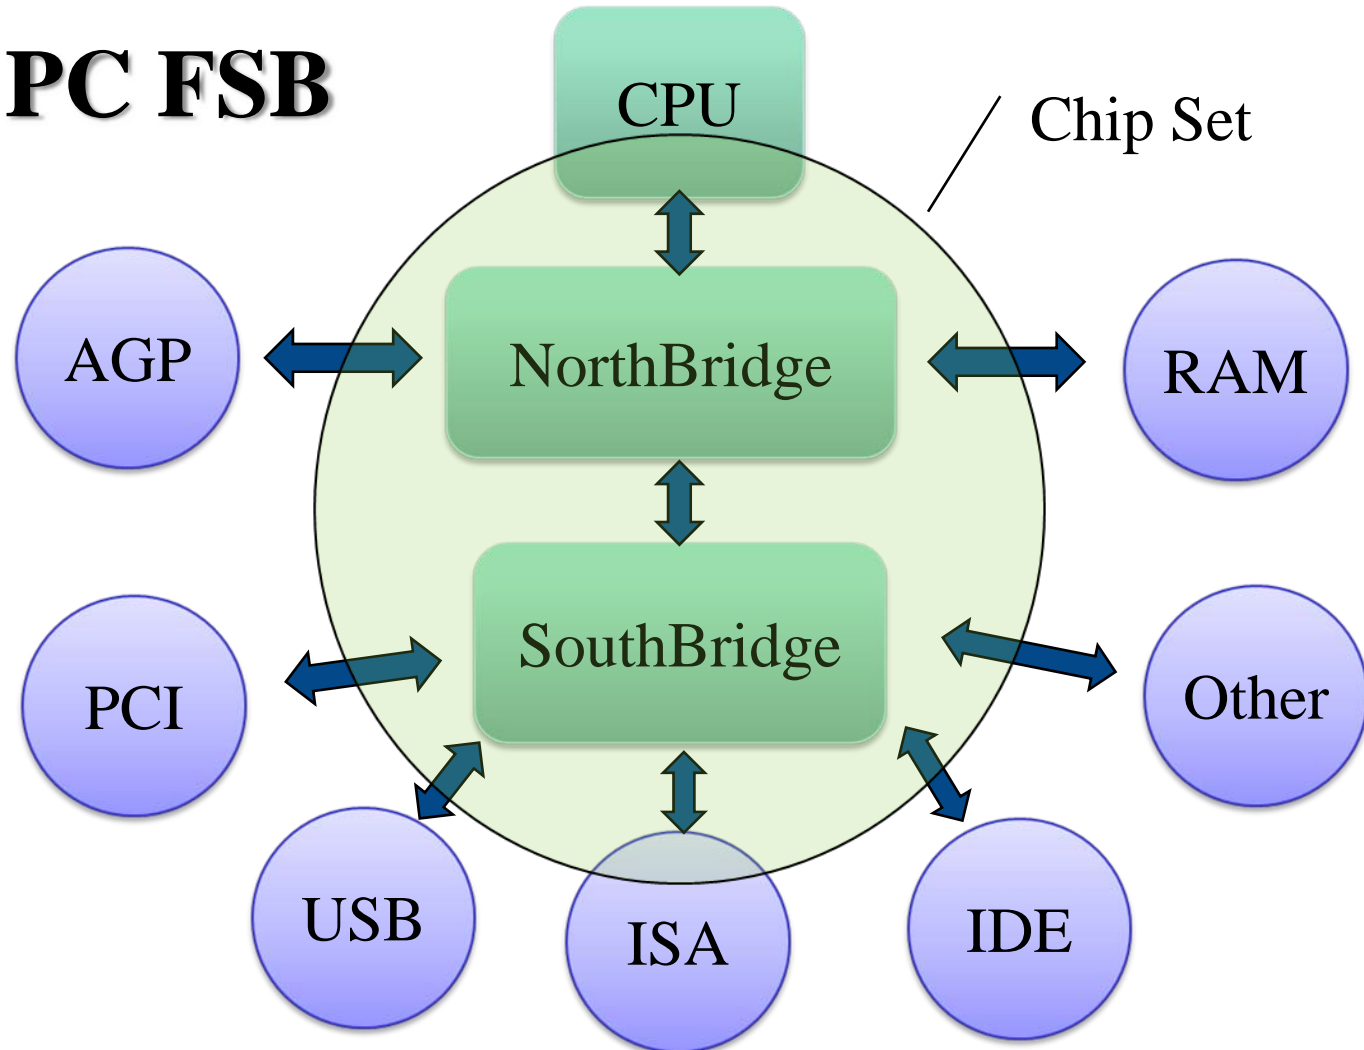 PC FSB
CPU
Chip Set
AGP
NorthBridge
RAM
SouthBridge
PCI
Other
USB
ISA
IDE